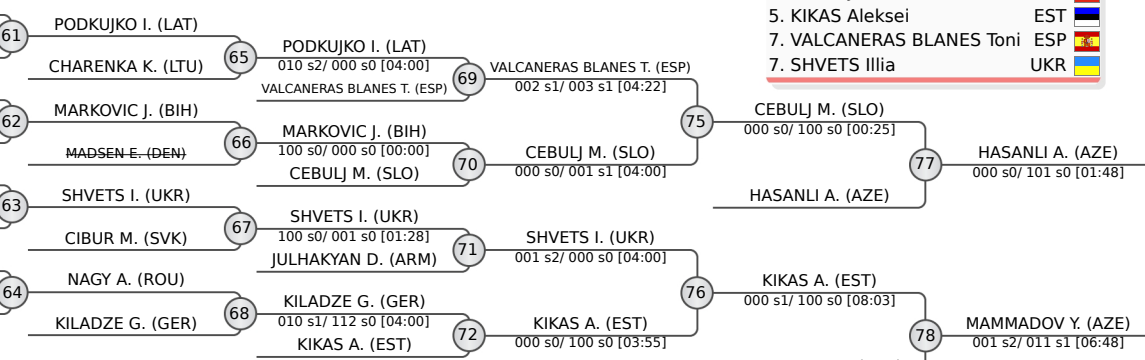 61
PODKUJKO I. (LAT)
CHARENKA K. (LTU)
62
MARKOVIC J. (BIH)
MADSEN E. (DEN)
63
SHVETS I. (UKR)
CIBUR M. (SVK)
64
NAGY A. (ROU)
KILADZE G. (GER)
65
PODKUJKO I. (LAT)
010 s2/ 000 s0 [04:00]
VALCANERAS BLANES T. (ESP)
66
MARKOVIC J. (BIH)
100 s0/ 000 s0 [00:00]
CEBULJ M. (SLO)
67
SHVETS I. (UKR)
100 s0/ 001 s0 [01:28]
JULHAKYAN D. (ARM)
68
KILADZE G. (GER)
010 s1/ 112 s0 [04:00]
KIKAS A. (EST)
69
VALCANERAS BLANES T. (ESP)
002 s1/ 003 s1 [04:22]
70
CEBULJ M. (SLO)
000 s0/ 001 s1 [04:00]
71
SHVETS I. (UKR)
001 s2/ 000 s0 [04:00]
72
KIKAS A. (EST)
000 s0/ 100 s0 [03:55]
75
CEBULJ M. (SLO)
000 s0/ 100 s0 [00:25]
HASANLI A. (AZE)
76
KIKAS A. (EST)
000 s1/ 100 s0 [08:03]
77
HASANLI A. (AZE)
000 s0/ 101 s0 [01:48]
78
MAMMADOV Y. (AZE)
001 s2/ 011 s1 [06:48]
5. KIKAS Aleksei EST
7. VALCANERAS BLANES Toni ESP
7. SHVETS Illia UKR